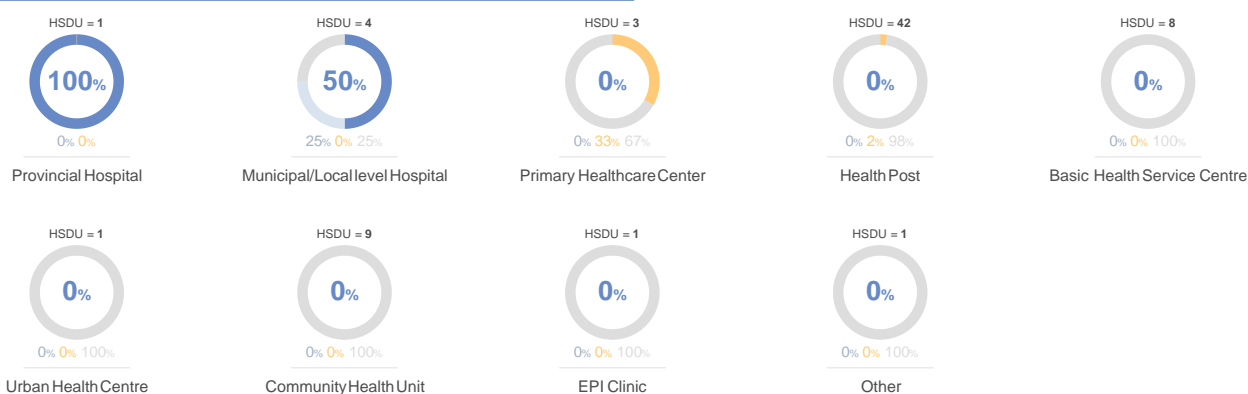 HSDU = 1
100%
0% 0%
Provincial Hospital
HSDU = 4
50%
25% 0% 25%
Municipal/Local level Hospital
HSDU = 3
0%
0% 33% 67%
Primary Healthcare Center
HSDU = 42
0%
0% 2% 98%
Health Post
HSDU = 8
0%
0% 0% 100%
Basic Health Service Centre
HSDU = 1
0%
0% 0% 100%
Urban Health Centre
HSDU = 9
0%
0% 0% 100%
Community Health Unit
HSDU = 1
0%
0% 0% 100%
EPI Clinic
HSDU = 1
0%
0% 0% 100%
Other